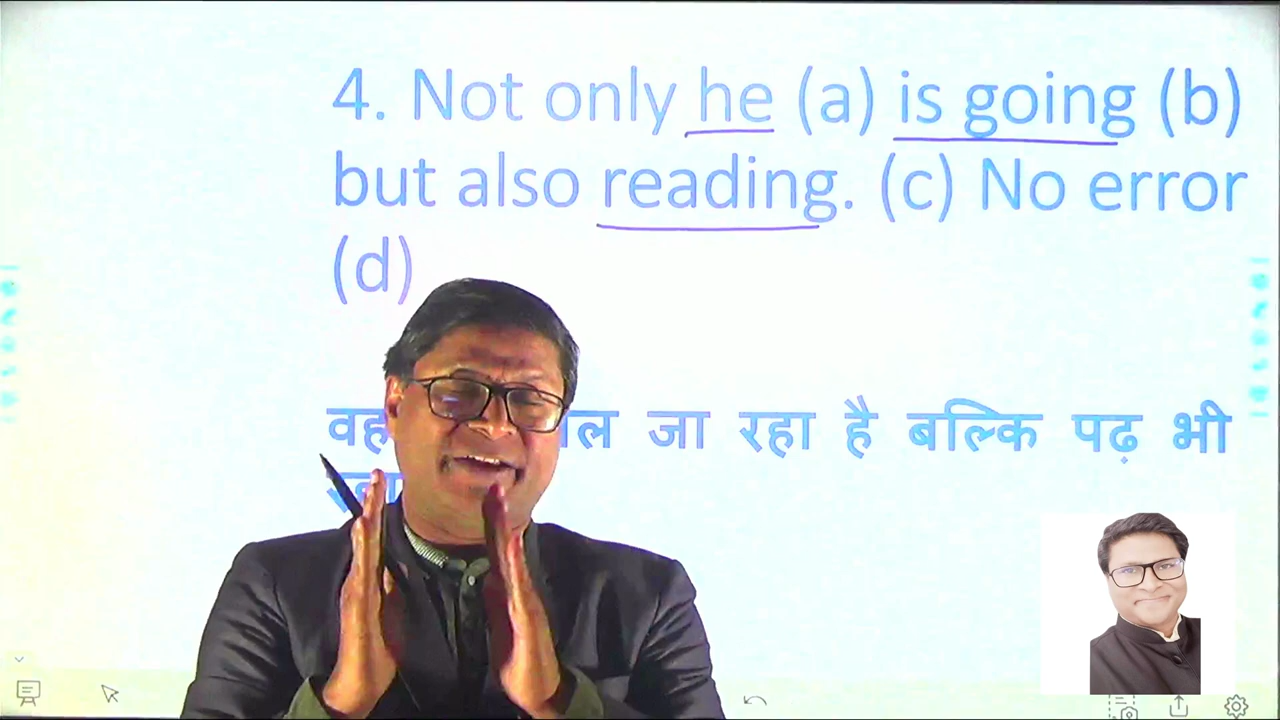 4. Not only he (a) is going (b)
but also reading. (c) No error
(d)
वह जा रहा है बल्कि पढ़ भी